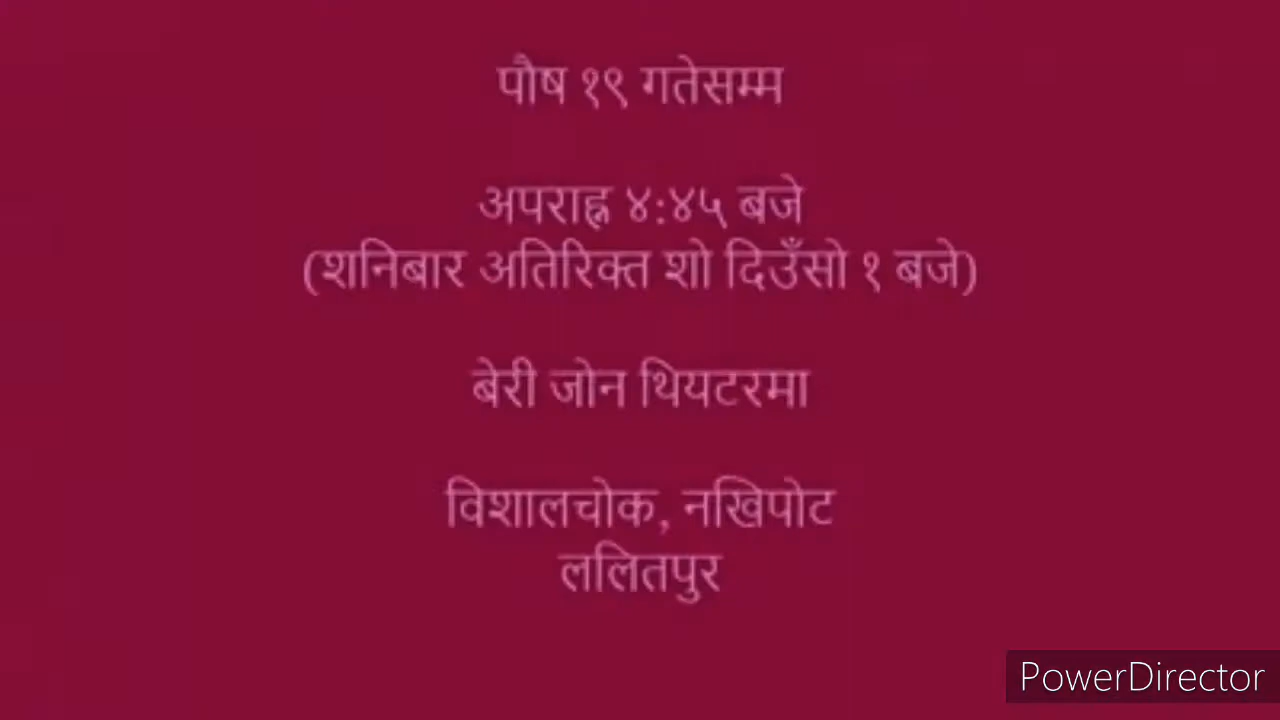 पौष १९ गतेसम्म
अपराह्न ४:४५ बजे
(शनिबार अतिरिक्त शो दिउँसो १ बजे)
बेरी जोन थियटरमा
विशालचोक, नखिपोट
ललितपुर
PowerDirector